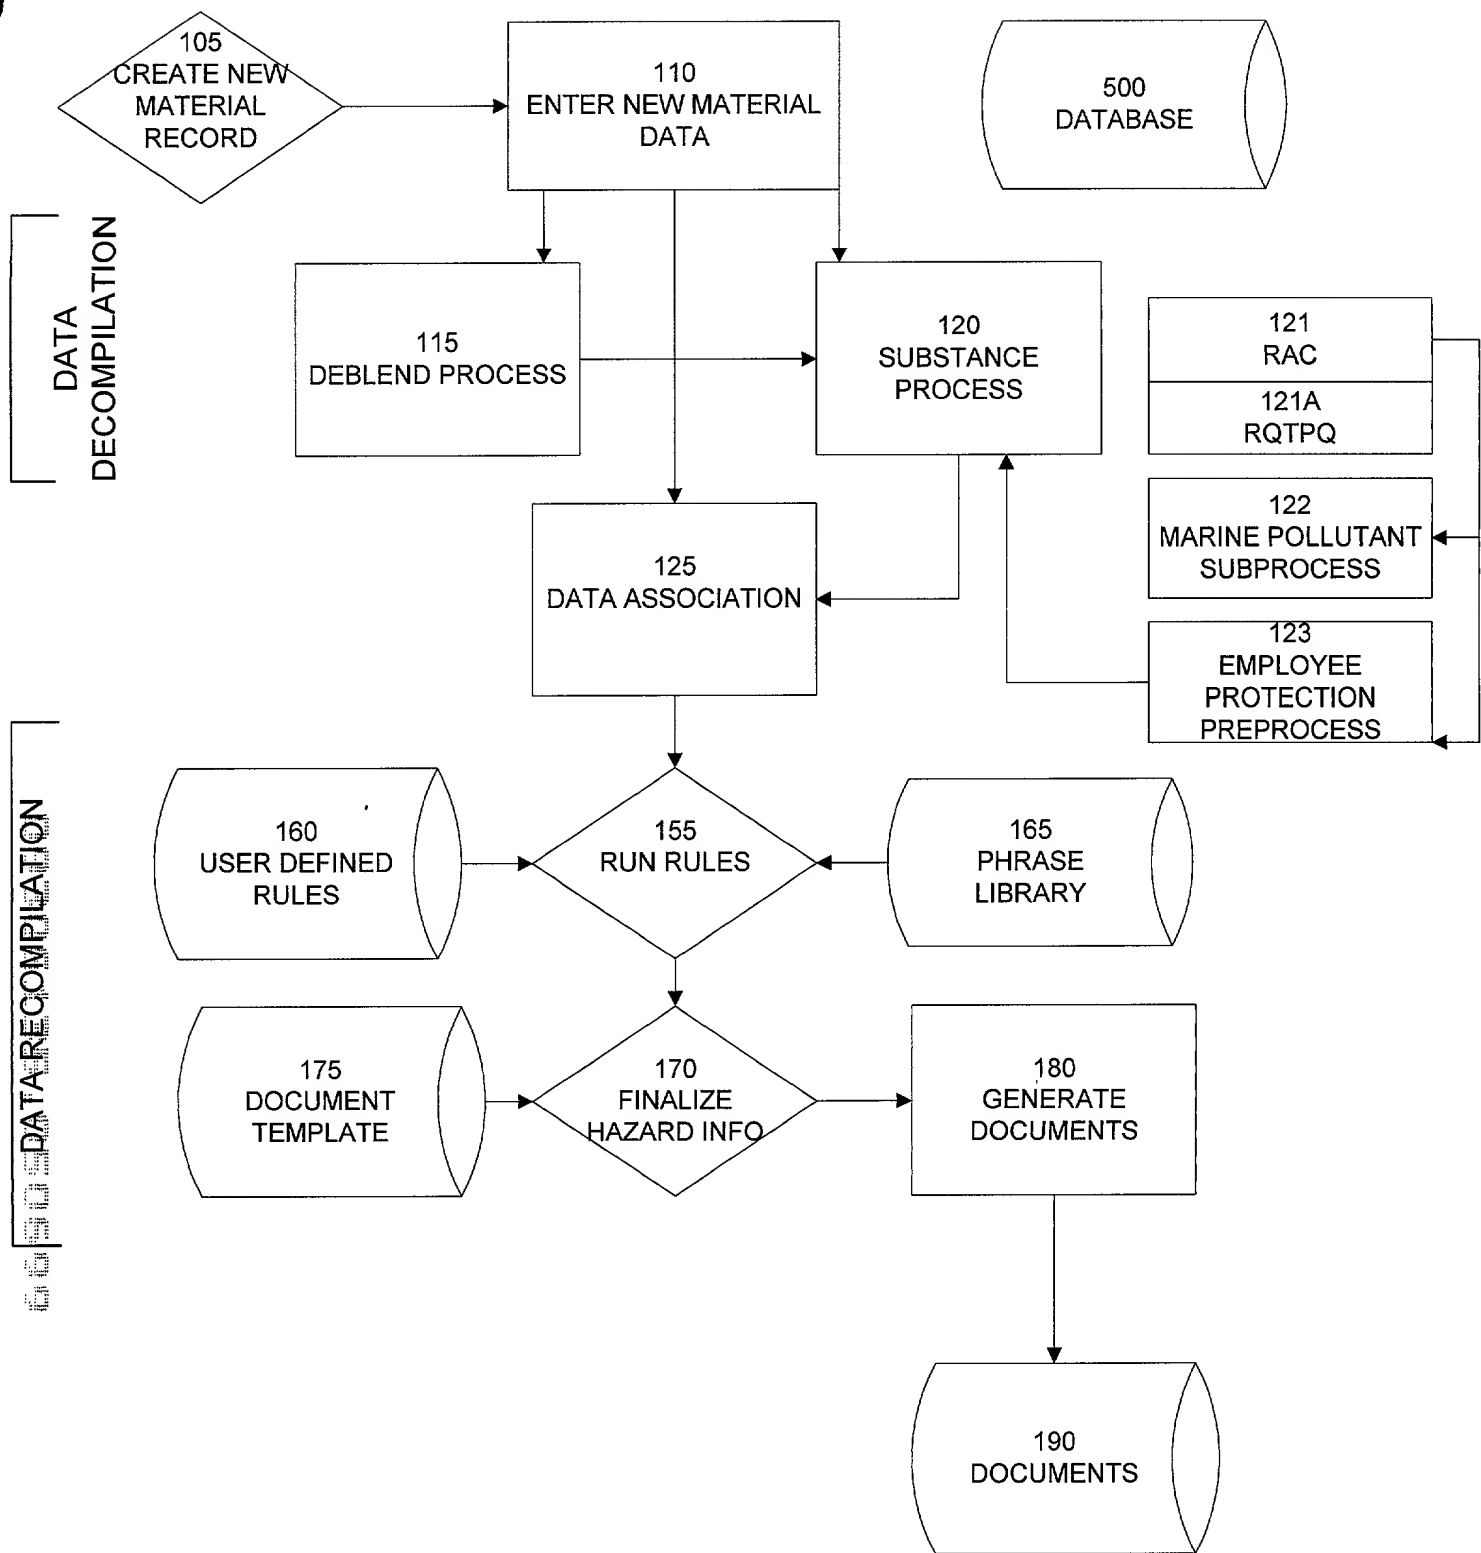 105
CREATE NEW
MATERIAL
RECORD
110
ENTER NEW MATERIAL
DATA
500
DATABASE
DATA
DECOMPILATION
115
DEBLEND PROCESS
120
SUBSTANCE
PROCESS
121
RAC
121A
RQTPQ
122
MARINE POLLUTANT
SUBPROCESS
125
DATA ASSOCIATION
123
EMPLOYEE
PROTECTION
PREPROCESS
DATA RECOMPILATION
160
USER DEFINED
RULES
155
RUN RULES
165
PHRASE
LIBRARY
175
DOCUMENT
TEMPLATE
170
FINALIZE
HAZARD INFO
180
GENERATE
DOCUMENTS
190
DOCUMENTS